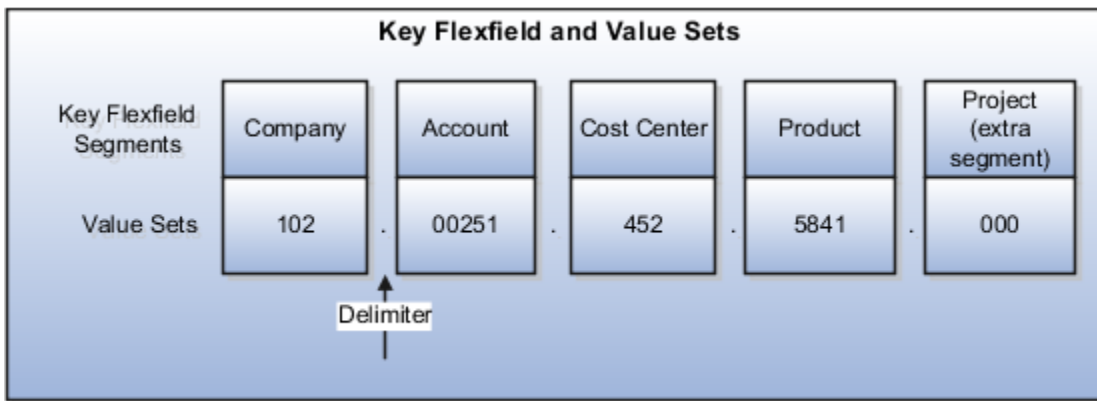 Key Flexfield and Value Sets
Key Flexfield
Segments
Company
Account
Cost Center
Product
Project
(extra
segment)
Value Sets
102 . 00251 . 452 . 5841 . 000
Delimiter